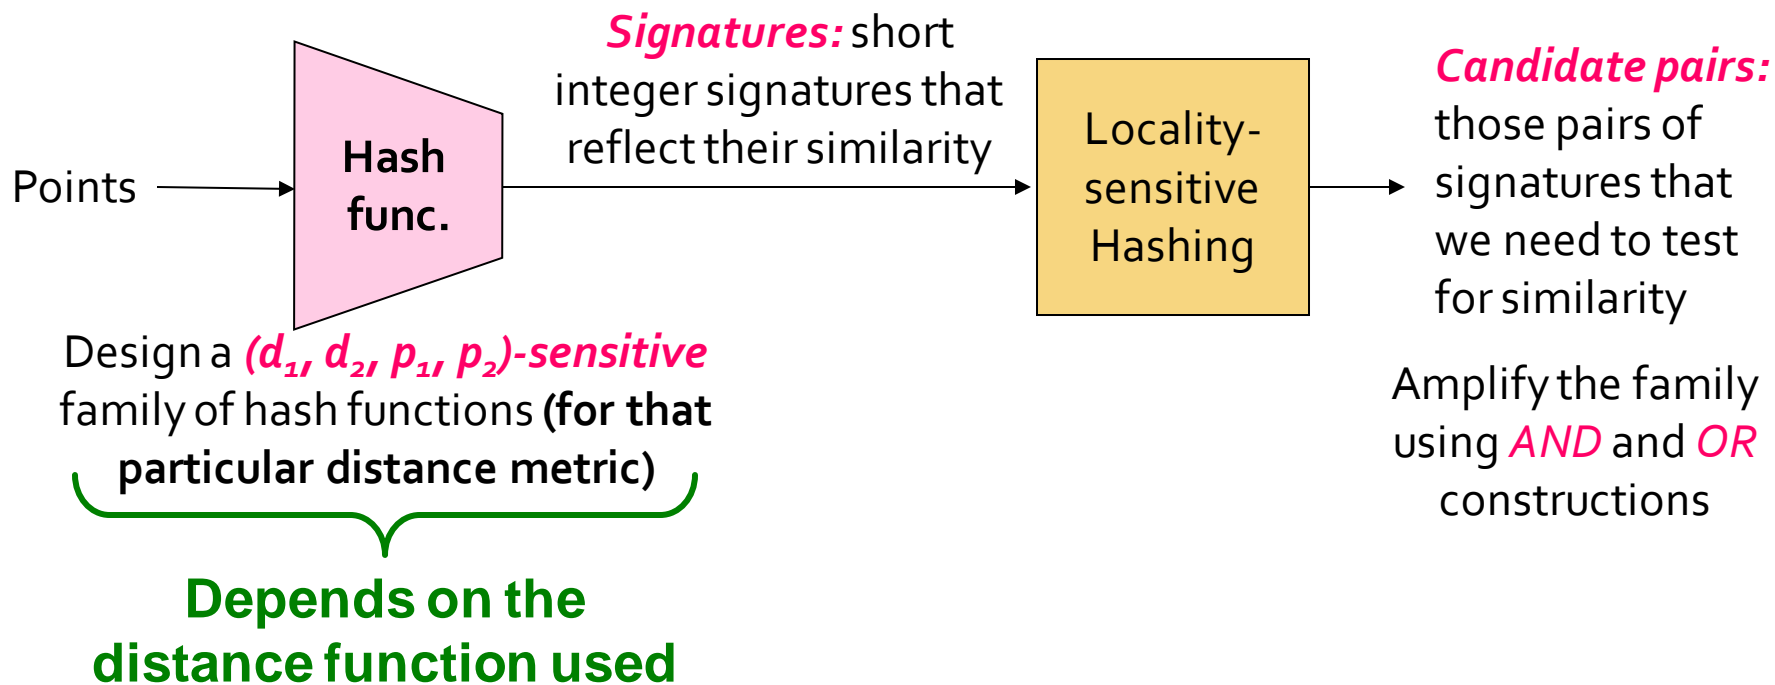 Points
Hash
func.
Signatures: short
integer signatures that
reflect their similarity
Locality-
sensitive
Hashing
Candidate pairs:
those pairs of
signatures that
we need to test
for similarity
Design a (d₁, d₂, p₁, p₂)-sensitive
family of hash functions (for that
particular distance metric)
Amplify the family
using AND and OR
constructions
Depends on the
distance function used